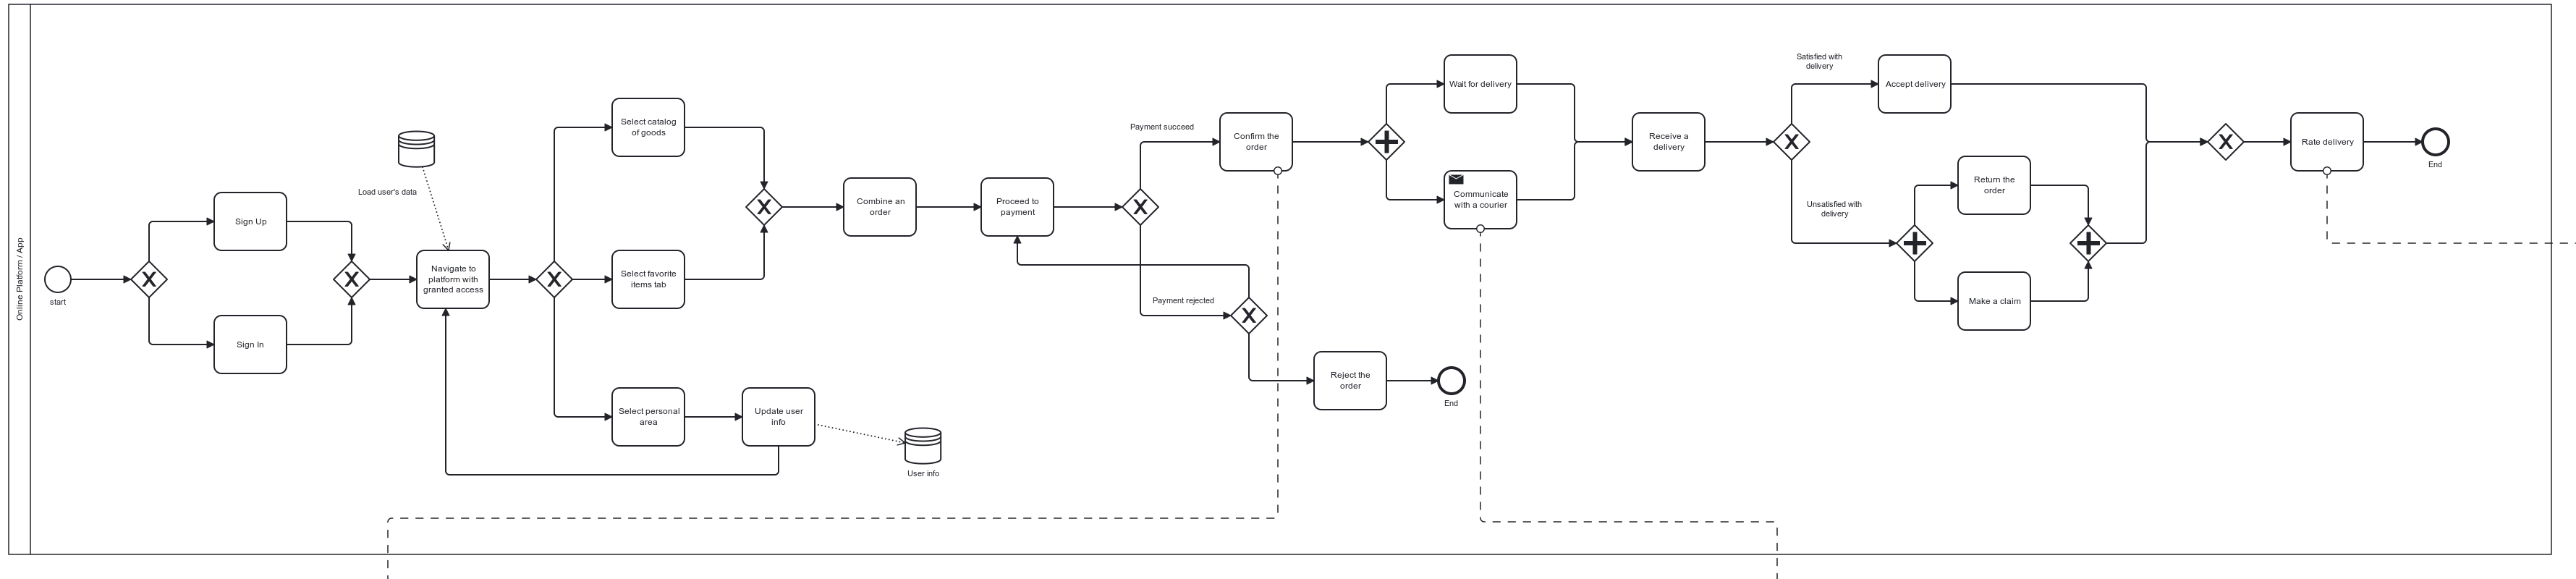 Online Platform / App
start
Sign Up
Sign In
Load user's data
Navigate to
platform with
granted access
Select catalog
of goods
Select favorite
items tab
Select personal
area
Update user
info
User info
Combine an
order
Proceed to
payment
Payment succeed
Payment rejected
Confirm the
order
Reject the
order
End
Wait for delivery
Communicate
with a courier
Receive a
delivery
Satisfied with
delivery
Unsatisfied with
delivery
Accept delivery
Return the
order
Make a claim
Rate delivery
End